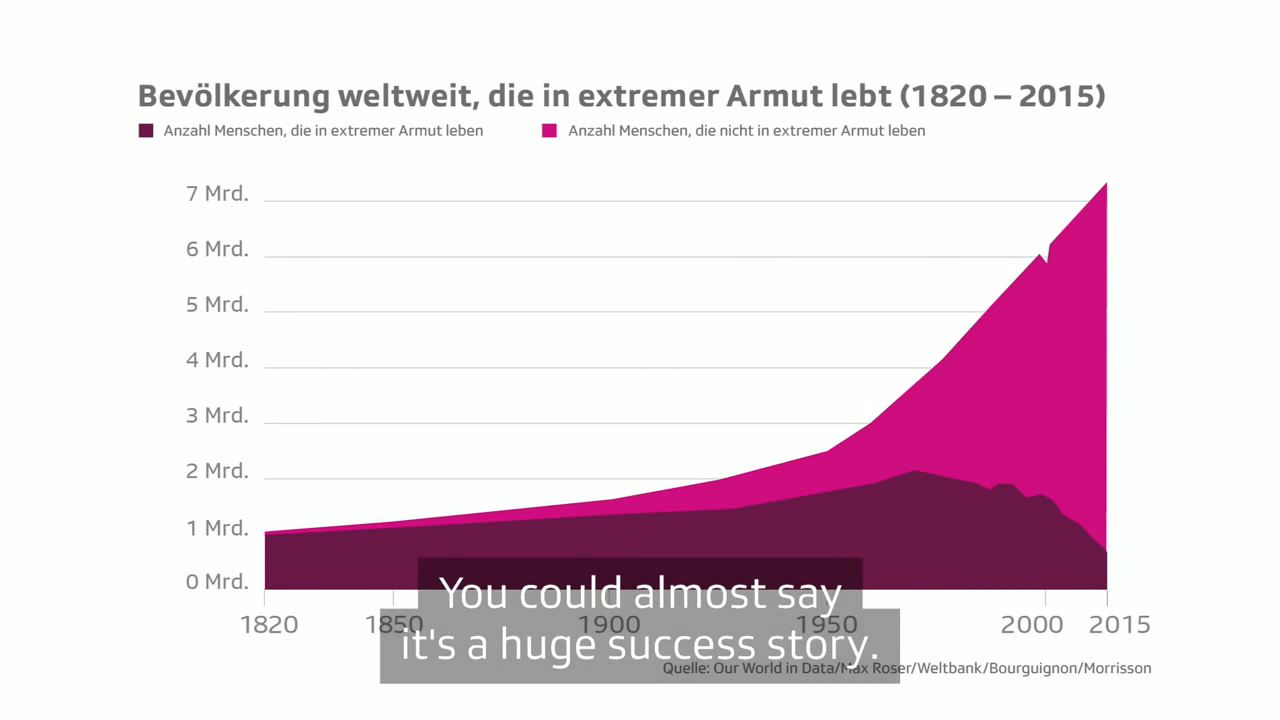 Bevölkerung weltweit, die in extremer Armut lebt (1820 – 2015)
Anzahl Menschen, die in extremer Armut leben
Anzahl Menschen, die nicht in extremer Armut leben
7 Mrd.
6 Mrd.
5 Mrd.
4 Mrd.
3 Mrd.
2 Mrd.
1 Mrd.
0 Mrd.
1820 1850 1900 1950 2000 2015
You could almost say
it's a huge success story.
Quelle: Our World in Data/Max Roser/Weltbank/Bourguignon/Morrisson